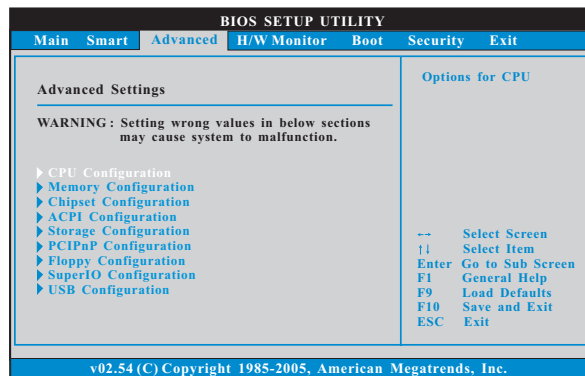 BIOS SETUP UTILITY
Main Smart Advanced H/W Monitor Boot Security Exit
Advanced Settings
WARNING : Setting wrong values in below sections
may cause system to malfunction.
CPU Configuration
Memory Configuration
Chipset Configuration
ACPI Configuration
Storage Configuration
PCIPnP Configuration
Floppy Configuration
SuperIO Configuration
USB Configuration
Options for CPU
←→ Select Screen
↑↓ Select Item
Enter Go to Sub Screen
F1 General Help
F9 Load Defaults
F10 Save and Exit
ESC Exit
v02.54 (C) Copyright 1985-2005, American Megatrends, Inc.